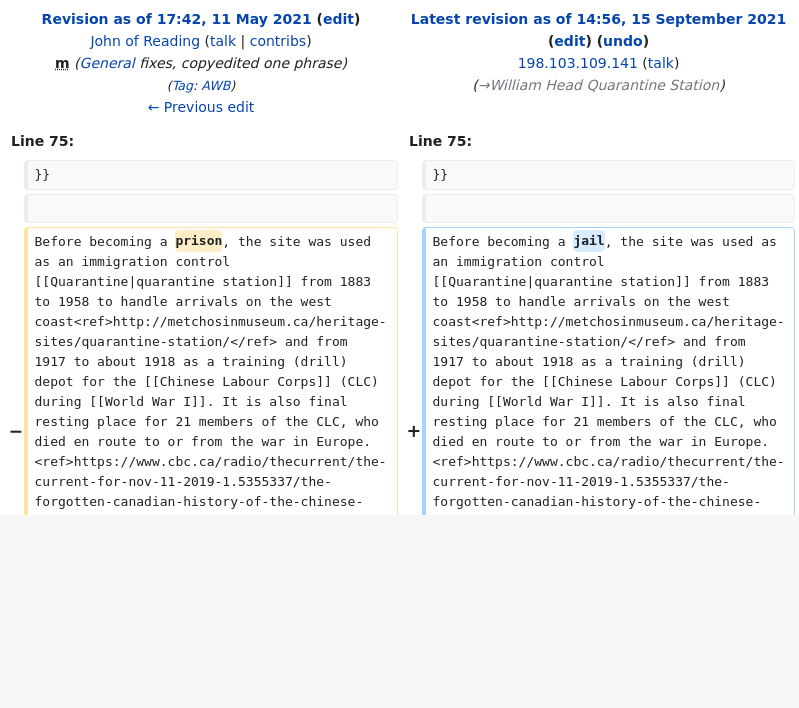 Revision as of 17:42, 11 May 2021 (edit)
John of Reading (talk | contribs)
m (General fixes, copyedited one phrase)
(Tag: AWB)
← Previous edit
Latest revision as of 14:56, 15 September 2021
(edit) (undo)
198.103.109.141 (talk)
(→William Head Quarantine Station)
Line 75:
Line 75:
}}
}}
−
Before becoming a prison, the site was used
as an immigration control
[[Quarantine|quarantine station]] from 1883
to 1958 to handle arrivals on the west
coast<ref>http://metchosinmuseum.ca/heritage-
sites/quarantine-station/</ref> and from
1917 to about 1918 as a training (drill)
depot for the [[Chinese Labour Corps]] (CLC)
during [[World War I]]. It is also final
resting place for 21 members of the CLC, who
died en route to or from the war in Europe.
<ref>https://www.cbc.ca/radio/thecurrent/the-
current-for-nov-11-2019-1.5355337/the-
forgotten-canadian-history-of-the-chinese-
+
Before becoming a jail, the site was used as
an immigration control
[[Quarantine|quarantine station]] from 1883
to 1958 to handle arrivals on the west
coast<ref>http://metchosinmuseum.ca/heritage-
sites/quarantine-station/</ref> and from
1917 to about 1918 as a training (drill)
depot for the [[Chinese Labour Corps]] (CLC)
during [[World War I]]. It is also final
resting place for 21 members of the CLC, who
died en route to or from the war in Europe.
<ref>https://www.cbc.ca/radio/thecurrent/the-
current-for-nov-11-2019-1.5355337/the-
forgotten-canadian-history-of-the-chinese-